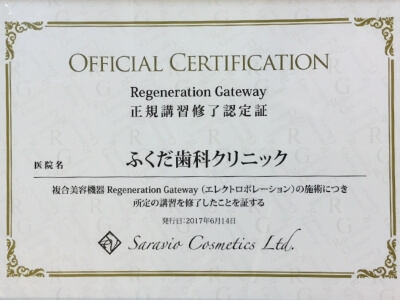 OFFICIAL CERTIFICATION
Regeneration Gateway
正規講習修了認定証
医院名 ふくだ歯科クリニック
複合美容機器 Regeneration Gateway（エレクトロポレーション）の施術につき
所定の講習を修了したことを証する
発行日：2017年6月14日
Saravio Cosmetics Ltd.